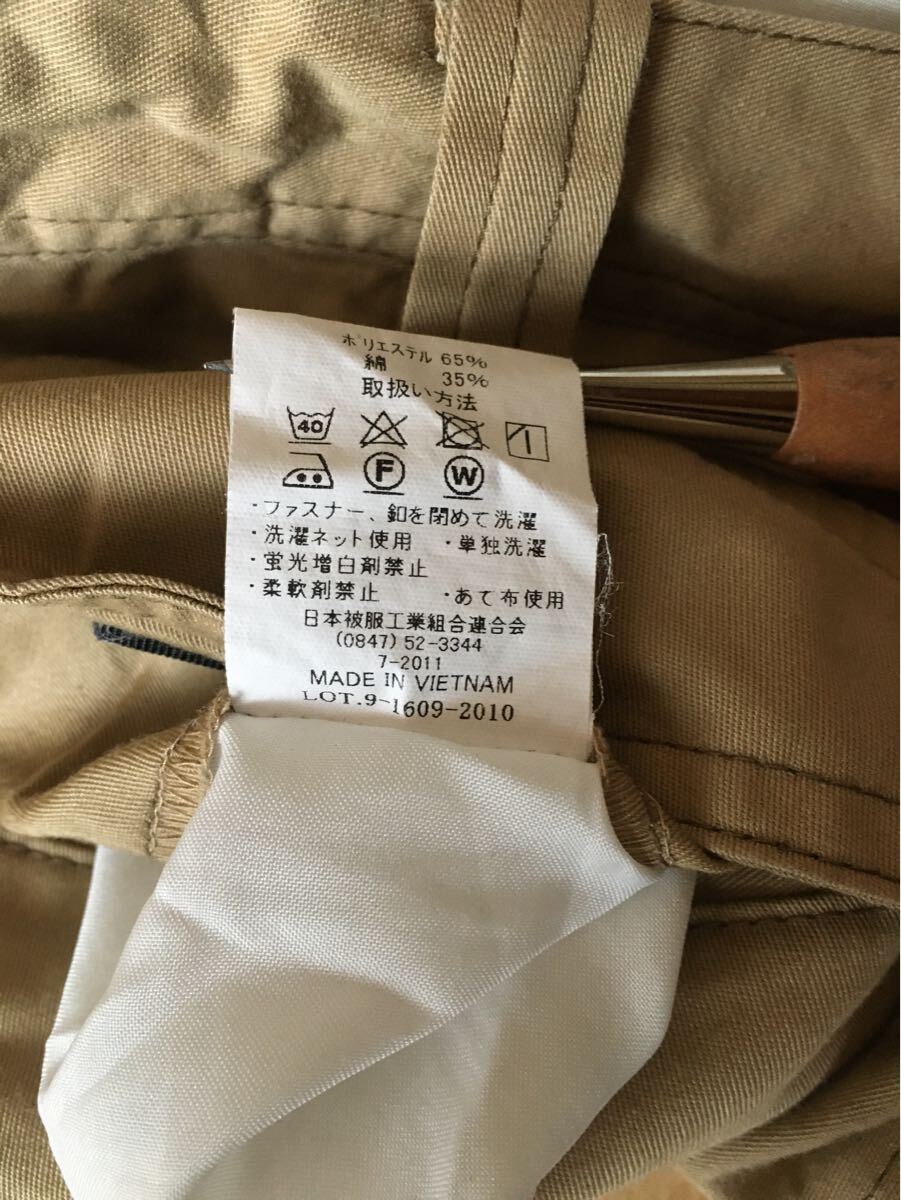 ポリエステル 65%
綿 35%
取扱い方法
40
F W
・ファスナー、釦を閉めて洗濯
・洗濯ネット使用 ・単独洗濯
・蛍光増白剤禁止
・柔軟剤禁止 ・あて布使用
日本被服工業組合連合会
(0847) 52-3344
7-2011
MADE IN VIETNAM
LOT.9-1609-2010